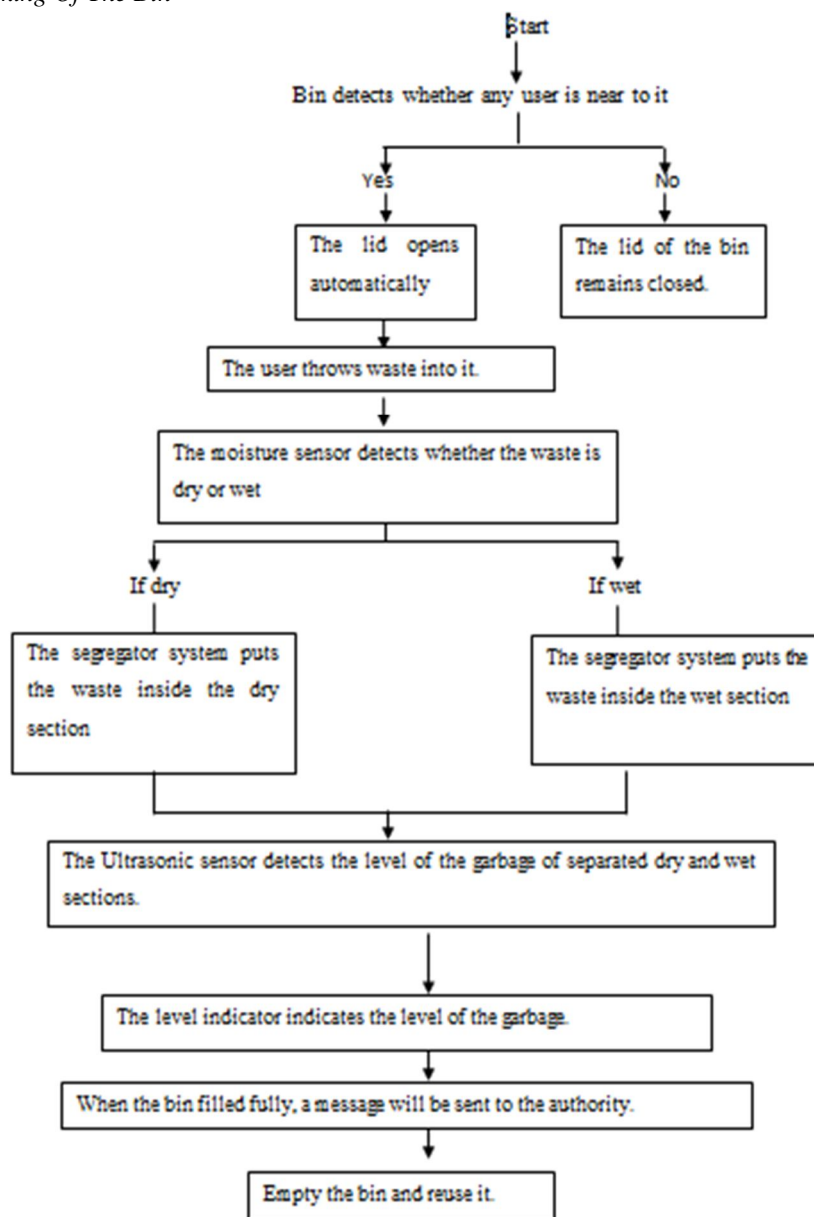 Of The Bin
Start
Bin detects whether any user is near to it
Yes
No
The lid opens
automatically
The lid of the bin
remains closed.
The user throws waste into it.
The moisture sensor detects whether the waste is
dry or wet
If dry
If wet
The segregator system puts
the waste inside the dry
section
The segregator system puts the
waste inside the wet section
The Ultrasonic sensor detects the level of the garbage of separated dry and wet
sections.
The level indicator indicates the level of the garbage.
When the bin filled fully, a message will be sent to the authority.
Empty the bin and reuse it.